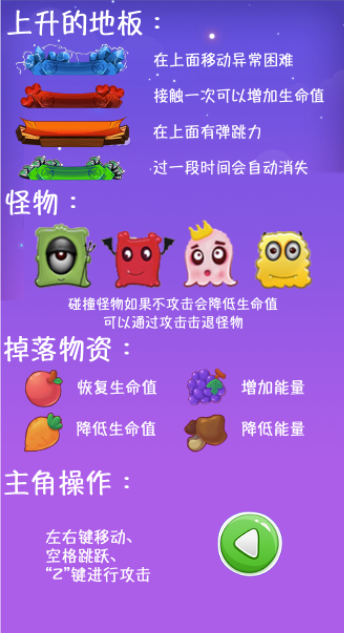 上升的地板：
在上面移动异常困难
接触一次可以增加生命值
在上面有弹跳力
过一段时间会自动消失
怪物：
碰撞怪物如果不攻击会降低生命值
可以通过攻击击退怪物
掉落物资：
恢复生命值
增加能量
降低生命值
降低能量
主角操作：
左右键移动、
空格跳跃、
“Z”键进行攻击